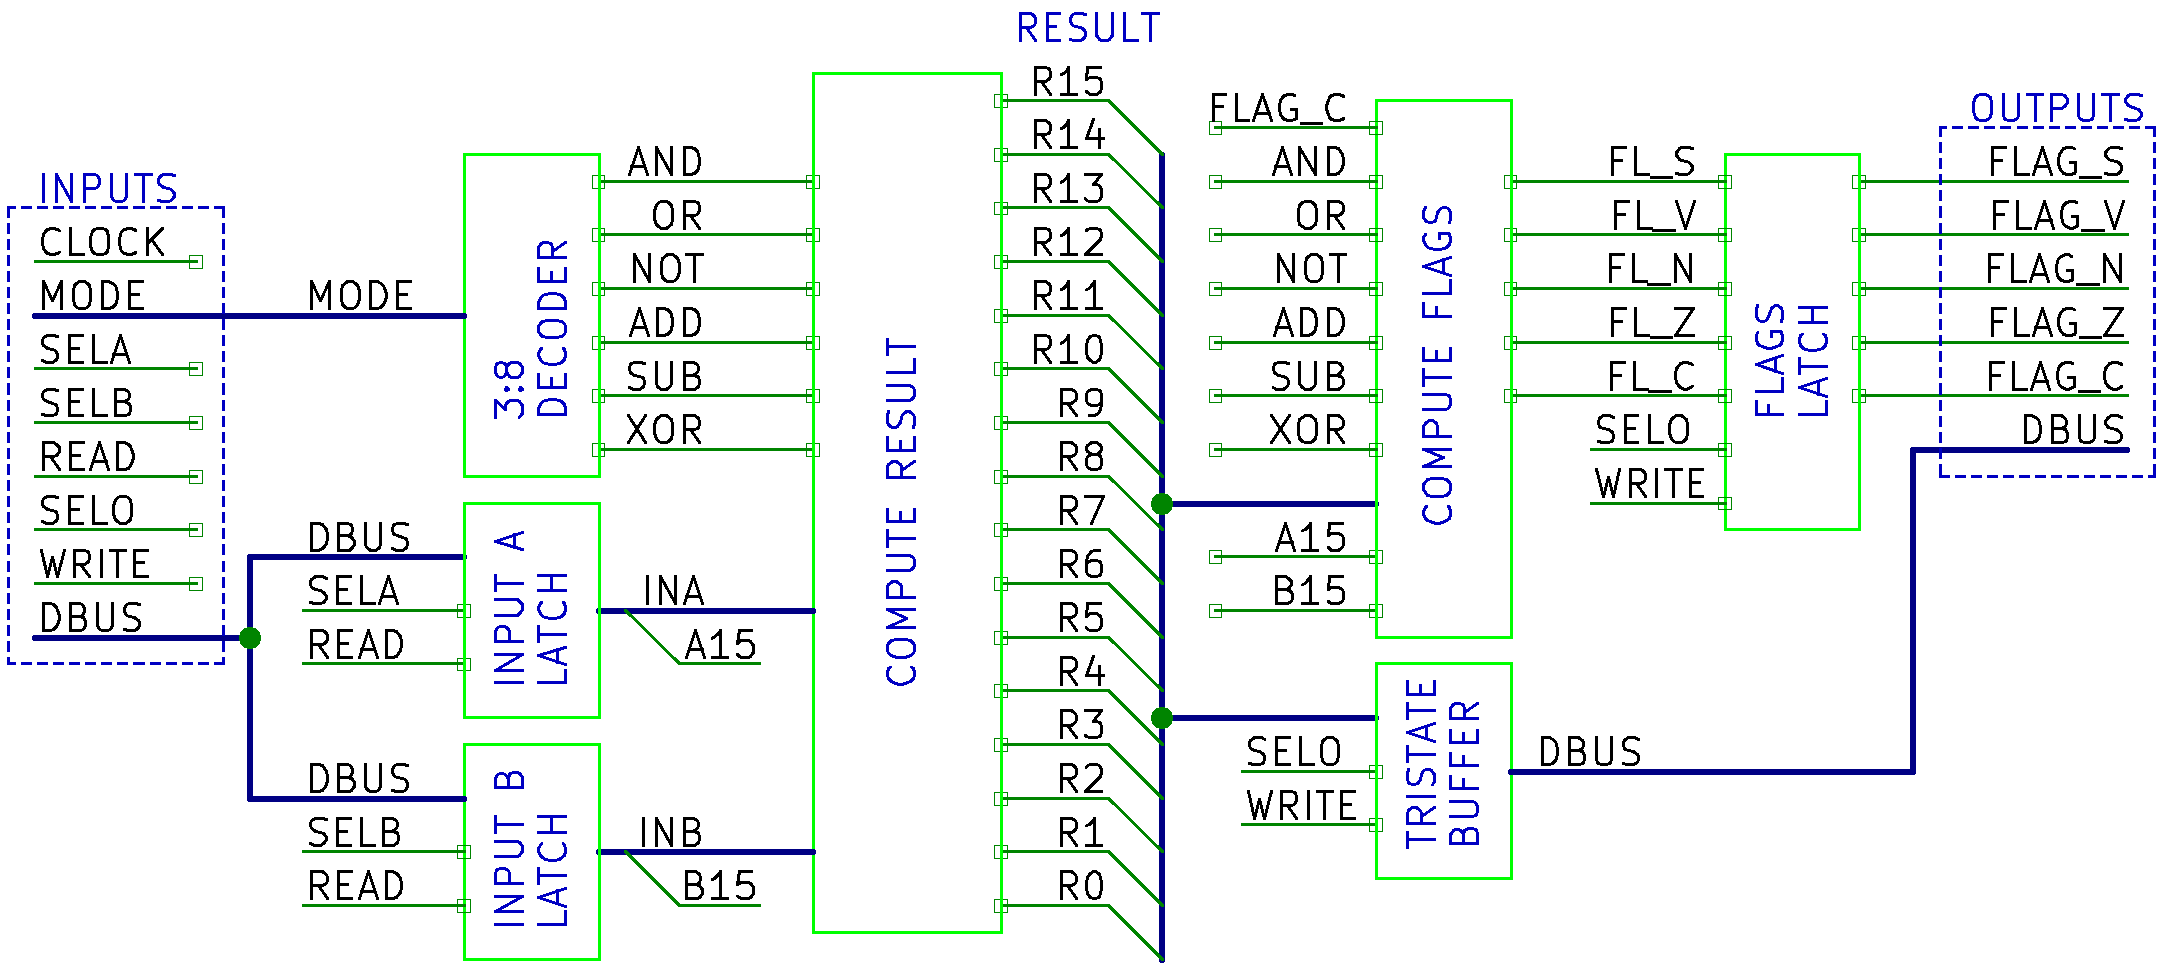 RESULT
INPUTS
CLOCK
MODE
SELA
SELB
READ
SELO
WRITE
DBUS
MODE
3:8
DECODER
AND
OR
NOT
ADD
SUB
XOR
DBUS
SELA
READ
INPUT A
LATCH
INA
A15
DBUS
SELB
READ
INPUT B
LATCH
INB
B15
COMPUTE RESULT
R15
R14
R13
R12
R11
R10
R9
R8
R7
R6
R5
R4
R3
R2
R1
R0
FLAG_C
AND
OR
NOT
ADD
SUB
XOR
A15
B15
COMPUTE FLAGS
SELO
WRITE
TRISTATE
BUFFER
DBUS
FL_S
FL_V
FL_N
FL_Z
FL_C
SELO
WRITE
FLAGS
LATCH
OUTPUTS
FLAG_S
FLAG_V
FLAG_N
FLAG_Z
FLAG_C
DBUS